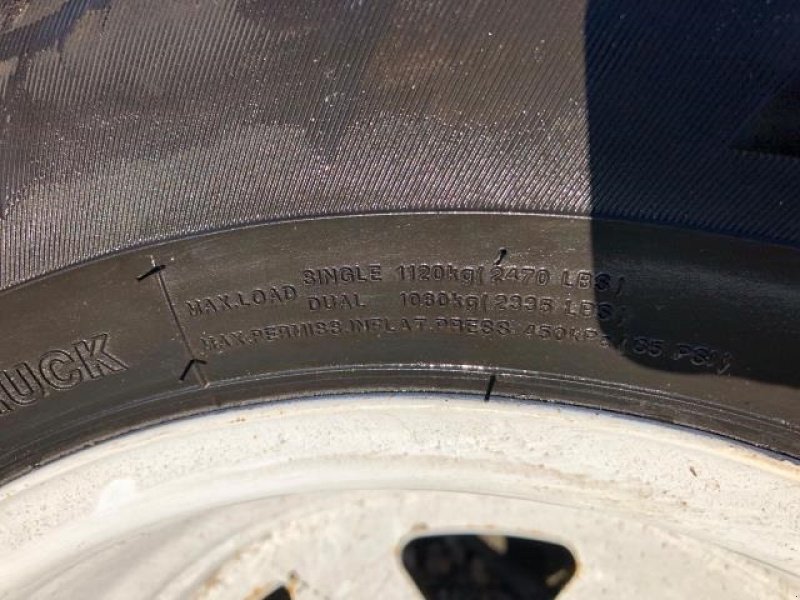 RUCK
MAX.LOAD SINGLE 1120kg(2470 LBS)
DUAL 1060kg(2335 LBS)
MAX.PERMISS.INFLAT.PRESS.450kPa(65 PSI)